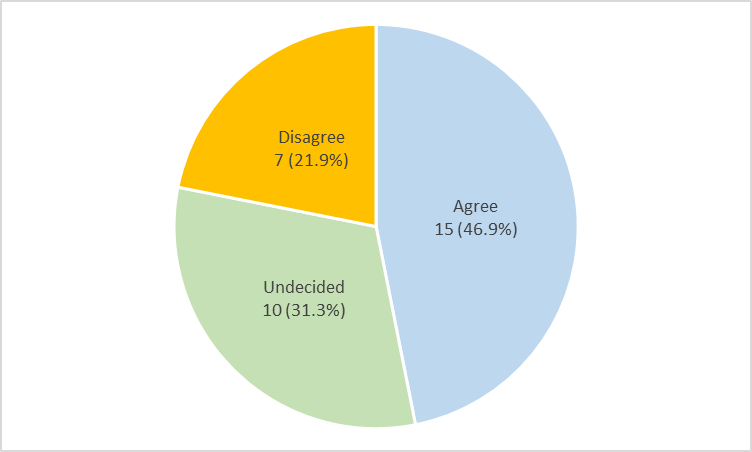 Disagree
7 (21.9%)
Agree
15 (46.9%)
Undecided
10 (31.3%)